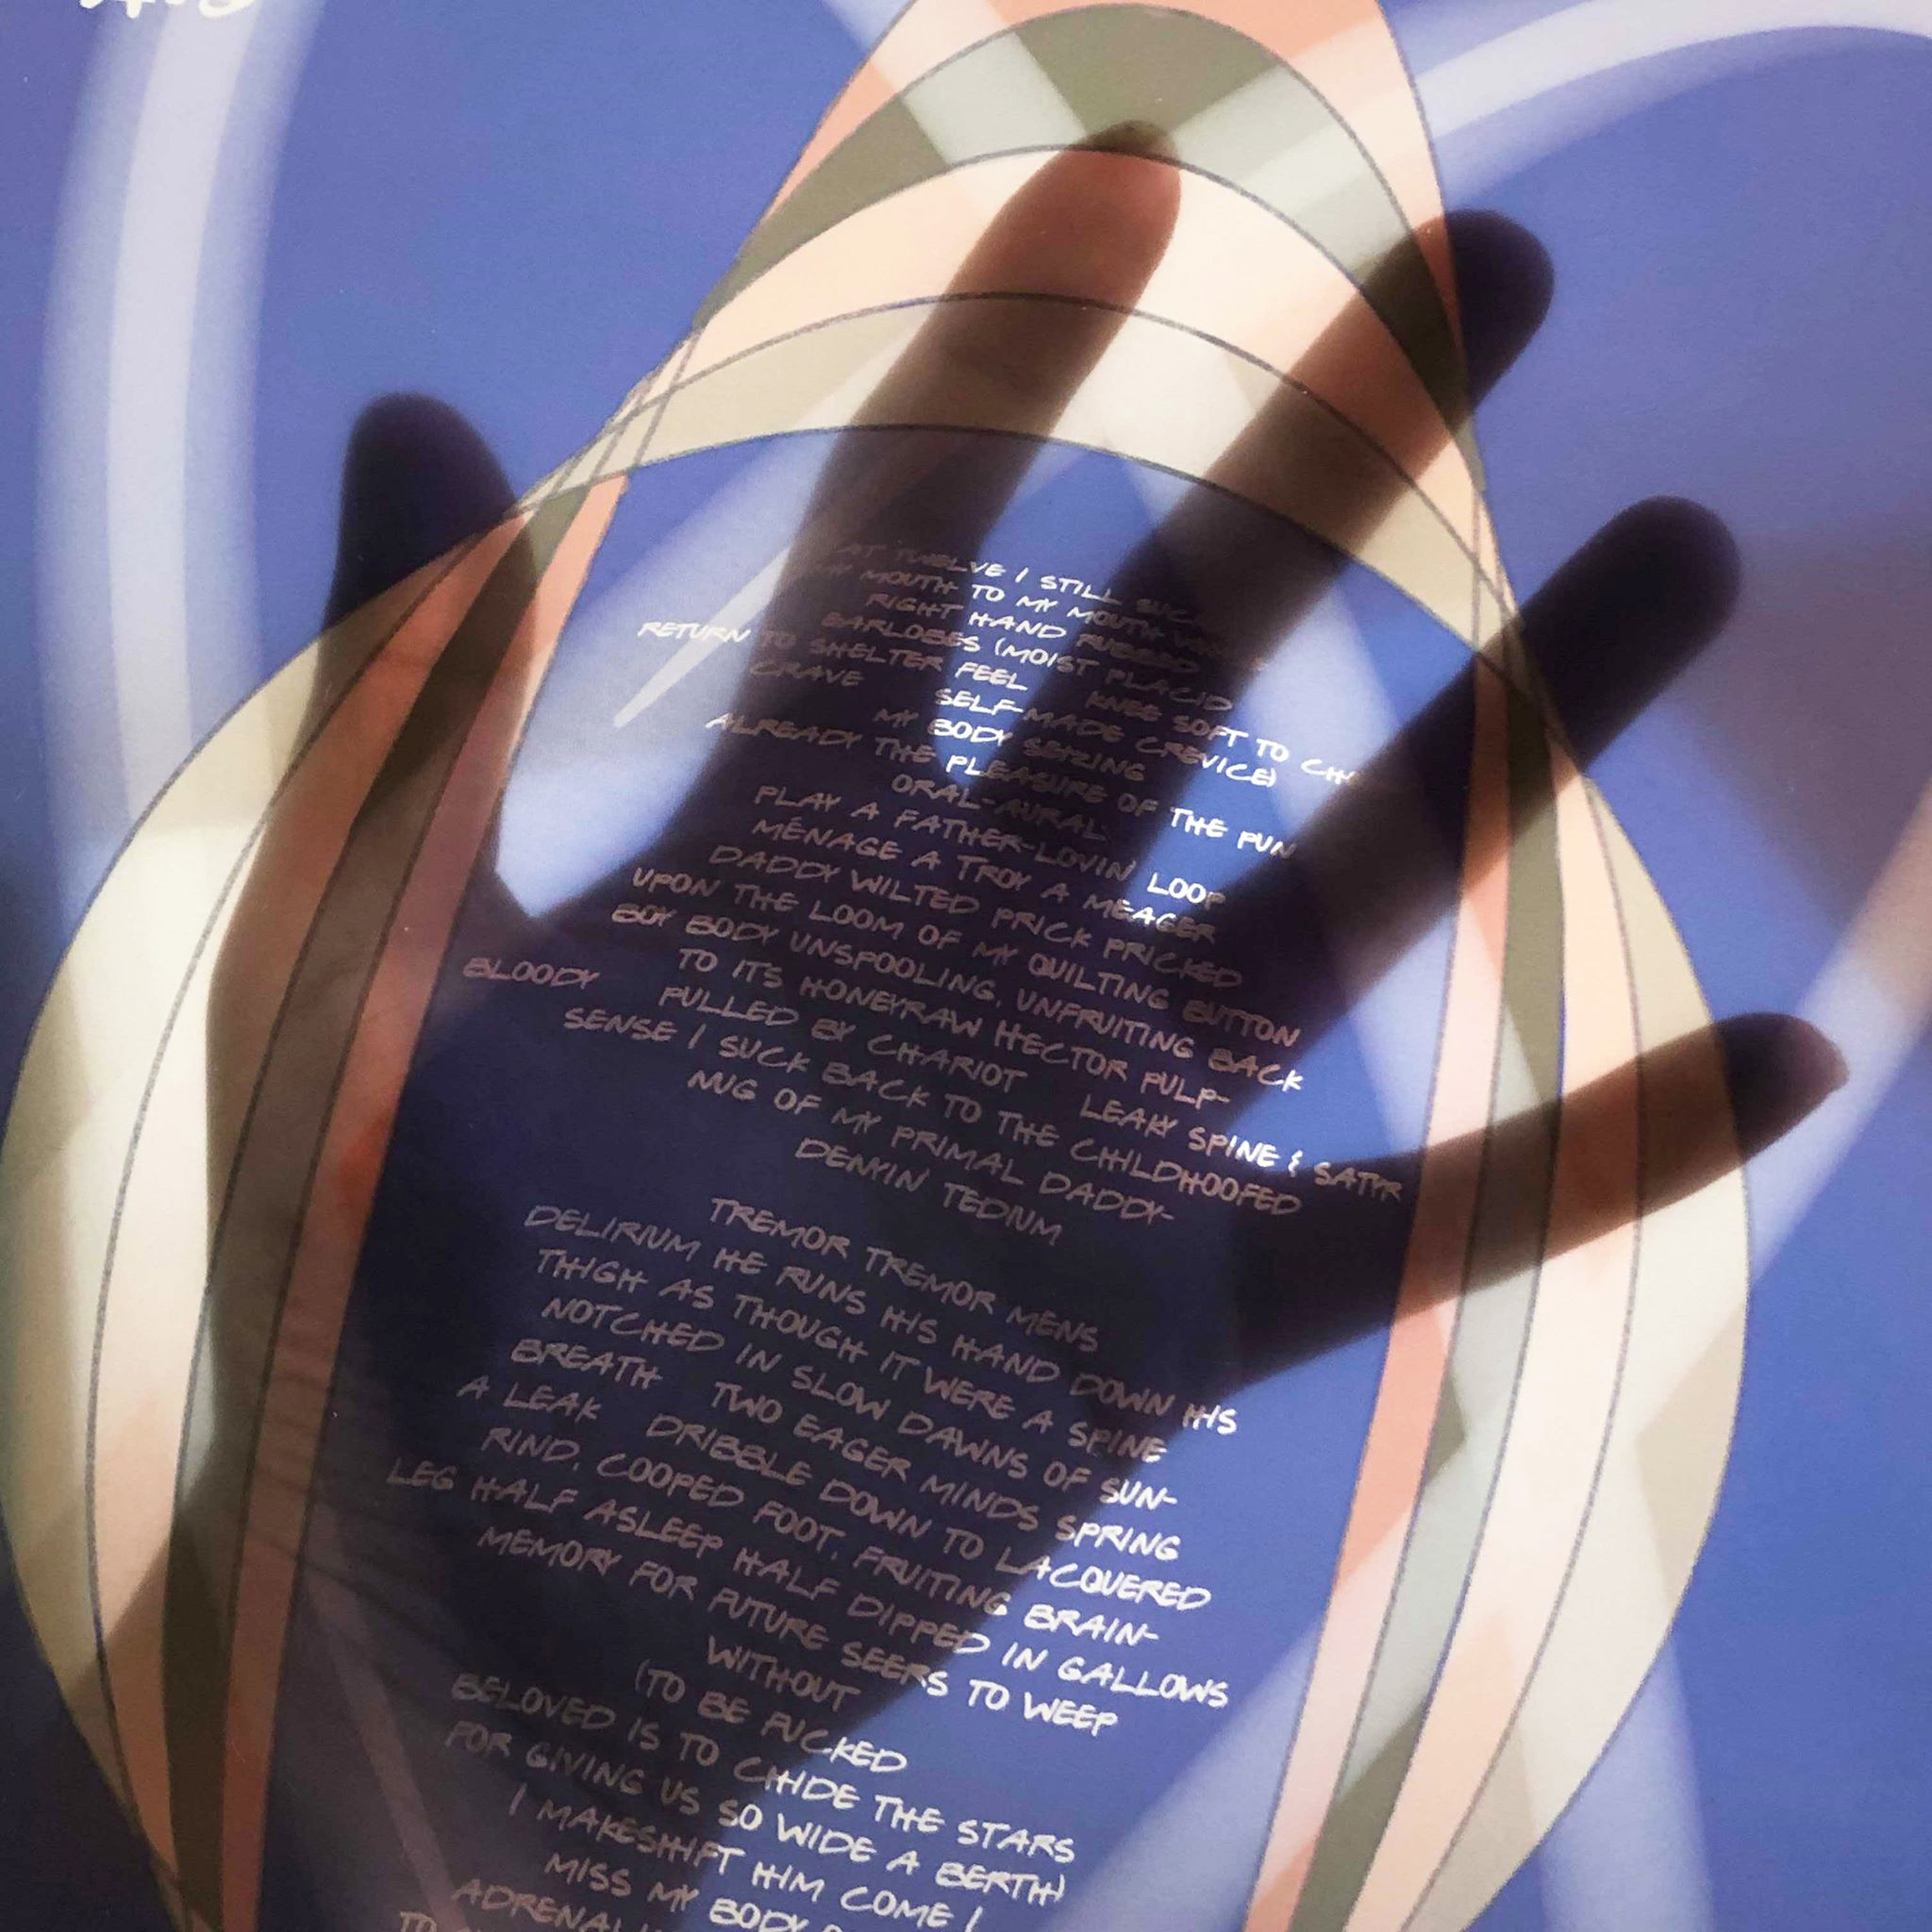 AT TWELVE I STILL SUC
MOUTH TO MY MOUTH
RIGHT HAND RUBBED
EARLOBES (MOIST PLACID
RETURN TO SHELTER FEEL KNEE SOFT TO
CRAVE SELF-MADE CREVICE)
MY BODY SEIZING
ALREADY THE PLEASURE OF THE PUN
ORAL-AURAL
PLAY A FATHER-LOVIN LOOP
MÉNAGE A TROY A MEAGER
DADDY WILTED PRICK PRICKED
UPON THE LOOM OF MY QUILTING BUTTON
BOY BODY UNSPOOLING, UNFRUITING BACK
TO ITS HONEYRAW HECTOR PULP-
BLOODY PULLED BY CHARIOT LEAKY SPINE & SATYR
SENSE I SUCK BACK TO THE CHILDHOOFED
NUG OF MY PRIMAL DADDY-
DENYIN TEDIUM
TREMOR TREMOR MENS
DELIRIUM HE RUNS HIS HAND DOWN HIS
THIGH AS THOUGH IT WERE A SPINE
NOTCHED IN SLOW DAWNS OF SUN-
BREATH TWO EAGER MINDS SPRING
A LEAK DRIBBLE DOWN TO LACQUERED
RIND, COOPED FOOT, FRUITING BRAIN-
LEG HALF ASLEEP HALF DIPPED IN GALLOWS
MEMORY FOR FUTURE SEERS TO WEEP
WITHOUT
(TO BE FUCKED
BELOVED IS TO CHIDE THE STARS
FOR GIVING US SO WIDE A BERTH)
I MAKESHIFT HIM COME I
MISS MY BODY